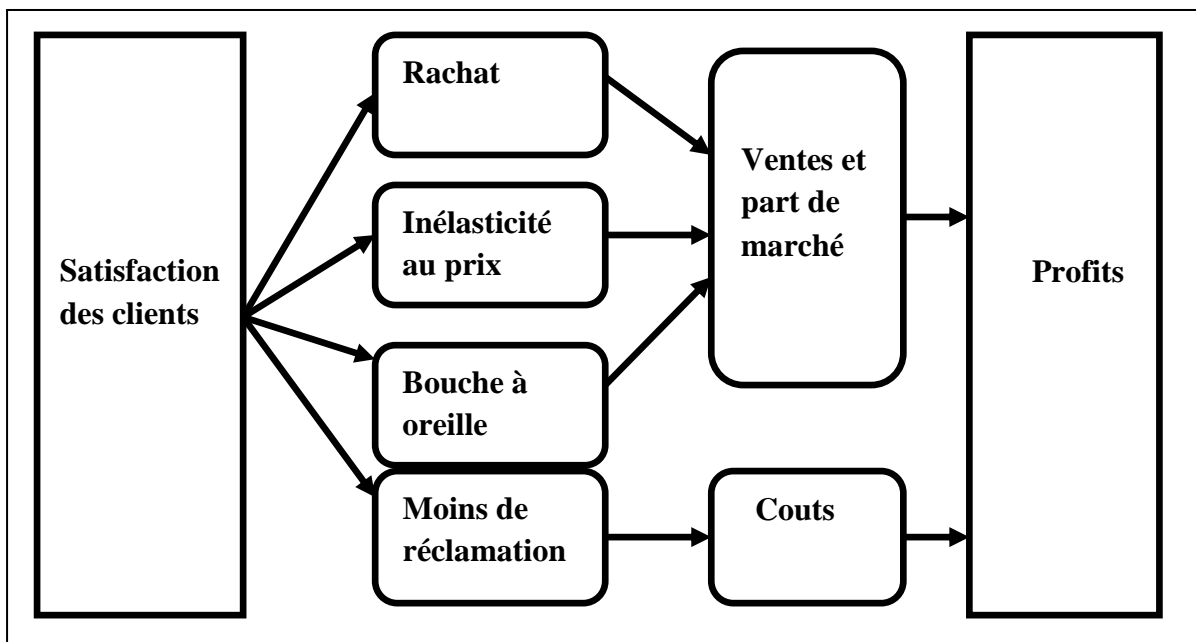 Satisfaction
des clients
Rachat
Inélasticité
au prix
Bouche à
oreille
Moins de
réclamation
Ventes et
part de
marché
Couts
Profits